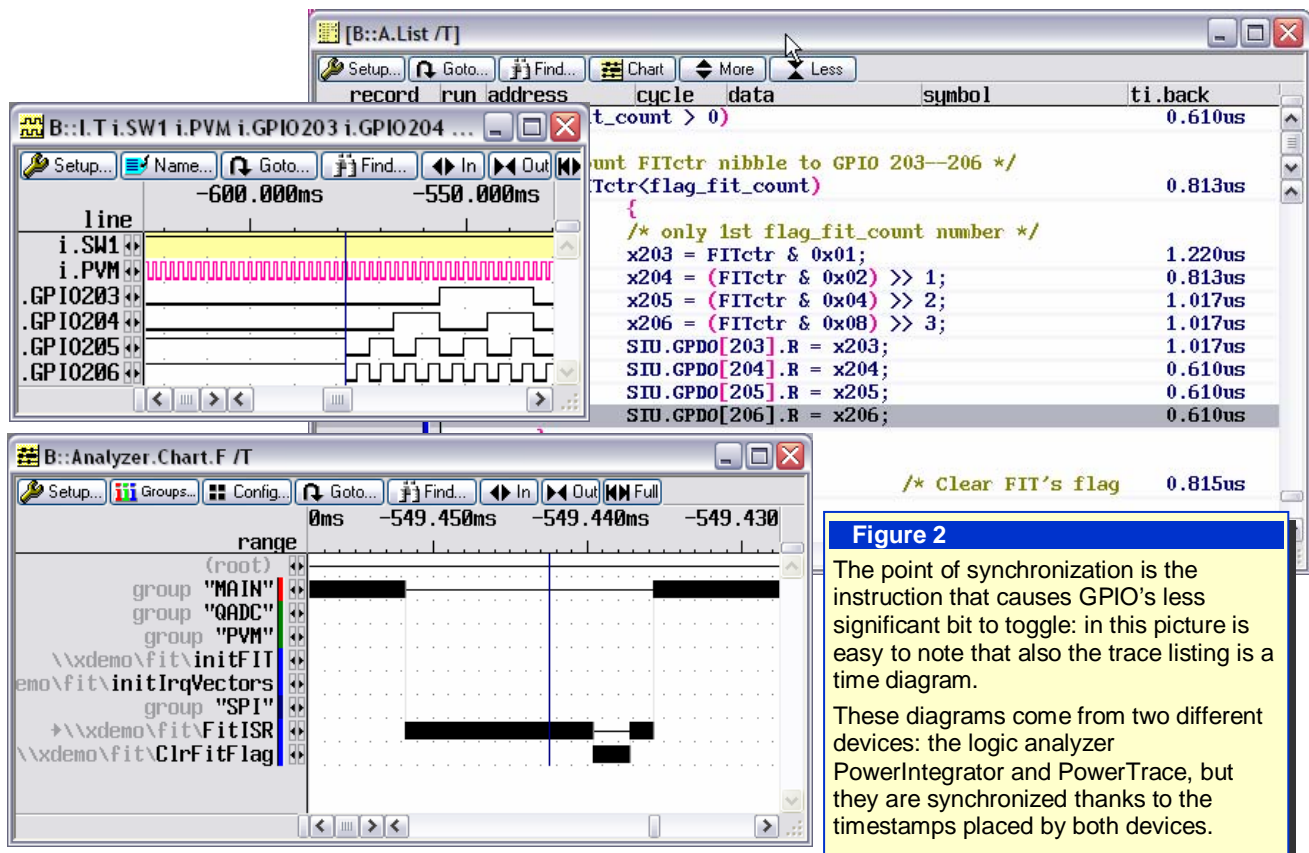 [B::A.List /T]
Setup... Goto... Find... Chart More Less
record run address cycle data symbol ti.back
t_count > 0) 0.610us
unt FITctr nibble to GPIO 203--206 */
Tctr<flag_fit_count) 0.813us
{
/* only 1st flag_fit_count number */
x203 = FITctr & 0x01; 1.220us
x204 = (FITctr & 0x02) >> 1; 0.813us
x205 = (FITctr & 0x04) >> 2; 1.017us
x206 = (FITctr & 0x08) >> 3; 1.017us
SIU.GPDO[203].R = x203; 1.017us
SIU.GPDO[204].R = x204; 0.610us
SIU.GPDO[205].R = x205; 0.610us
SIU.GPDO[206].R = x206; 0.610us
/* Clear FIT's flag 0.815us
B::I.T i.SW1 i.PVM i.GPIO203 i.GPIO204 ...
Setup... Name... Goto... Find... In Out
-600.000ms -550.000ms
line
i.SW1
i.PVM
.GPIO203
.GPIO204
.GPIO205
.GPIO206
B::Analyzer.Chart.F /T
Setup... Groups... Config... Goto... Find... In Out Full
0ms -549.450ms -549.440ms -549.430
range
(root)
group "MAIN"
group "QADC"
group "PVM"
\\xdemo\fit\initFIT
emo\fit\initIrqVectors
group "SPI"
\\xdemo\fit\FitISR
\\xdemo\fit\ClrFitFlag
Figure 2
The point of synchronization is the
instruction that causes GPIO's less
significant bit to toggle: in this picture is
easy to note that also the trace listing is a
time diagram.
These diagrams come from two different
devices: the logic analyzer
PowerIntegrator and PowerTrace, but
they are synchronized thanks to the
timestamps placed by both devices.